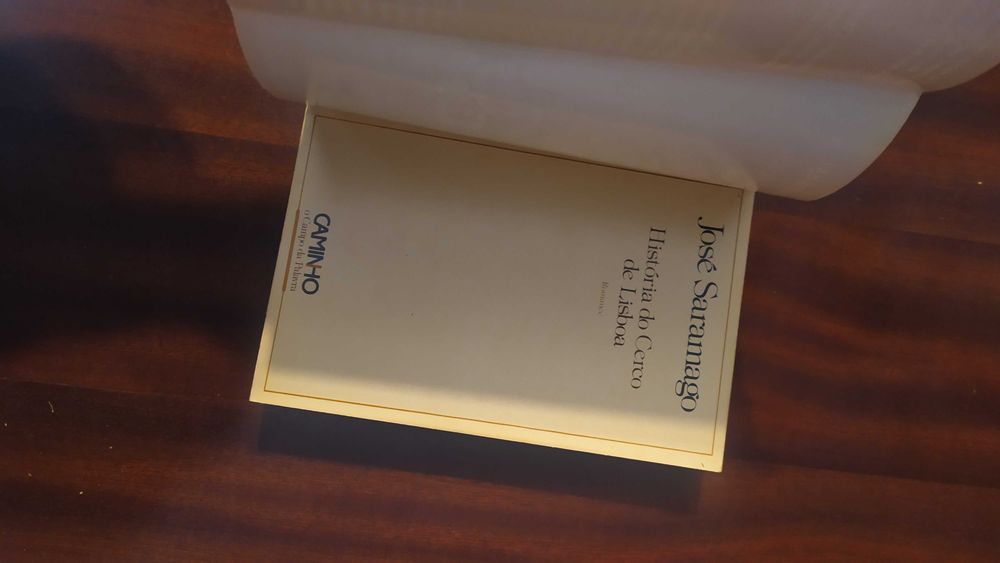 José Saramago
História do Cerco
de Lisboa
Romance
CAMINHO
o Campo da Palavra